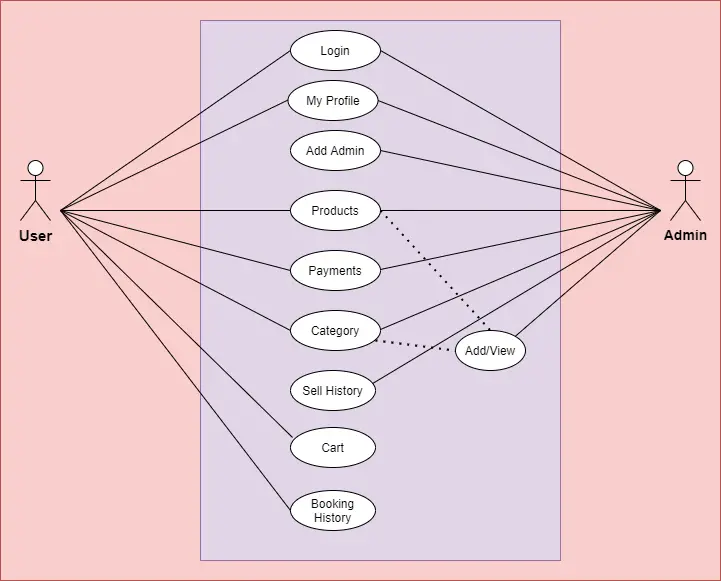 Login
My Profile
Add Admin
User
Admin
Products
Payments
Category
Add/View
Sell History
Cart
Booking
History